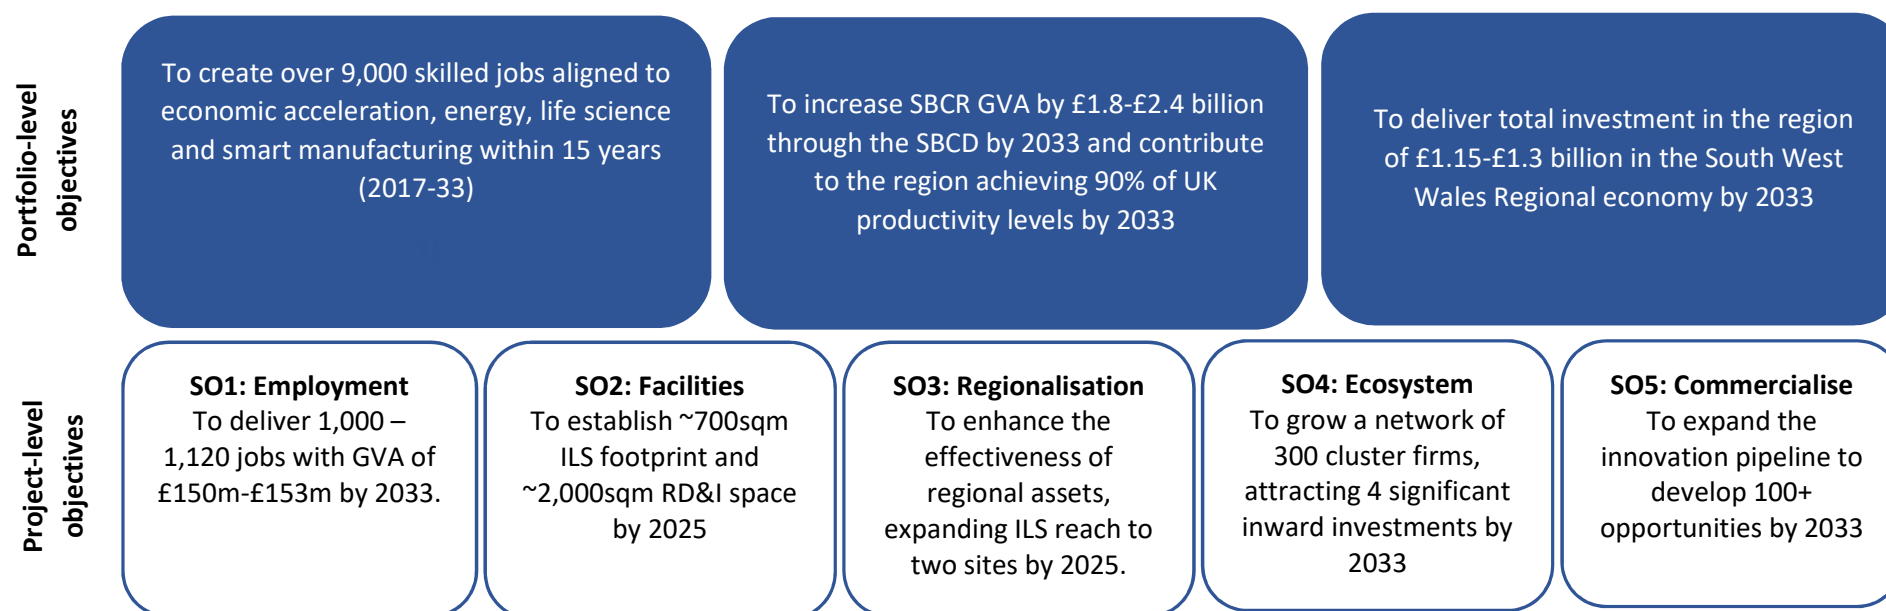 Portfolio-level
objectives
To create over 9,000 skilled jobs aligned to
economic acceleration, energy, life science
and smart manufacturing within 15 years
(2017-33)
To increase SBCR GVA by £1.8-£2.4 billion
through the SBCD by 2033 and contribute
to the region achieving 90% of UK
productivity levels by 2033
To deliver total investment in the region
of £1.15-£1.3 billion in the South West
Wales Regional economy by 2033
Project-level
objectives
SO1: Employment
To deliver 1,000 –
1,120 jobs with GVA of
£150m-£153m by 2033.
SO2: Facilities
To establish ~700sqm
ILS footprint and
~2,000sqm RD&I space
by 2025
SO3: Regionalisation
To enhance the
effectiveness of
regional assets,
expanding ILS reach to
two sites by 2025.
SO4: Ecosystem
To grow a network of
300 cluster firms,
attracting 4 significant
inward investments by
2033
SO5: Commercialise
To expand the
innovation pipeline to
develop 100+
opportunities by 2033